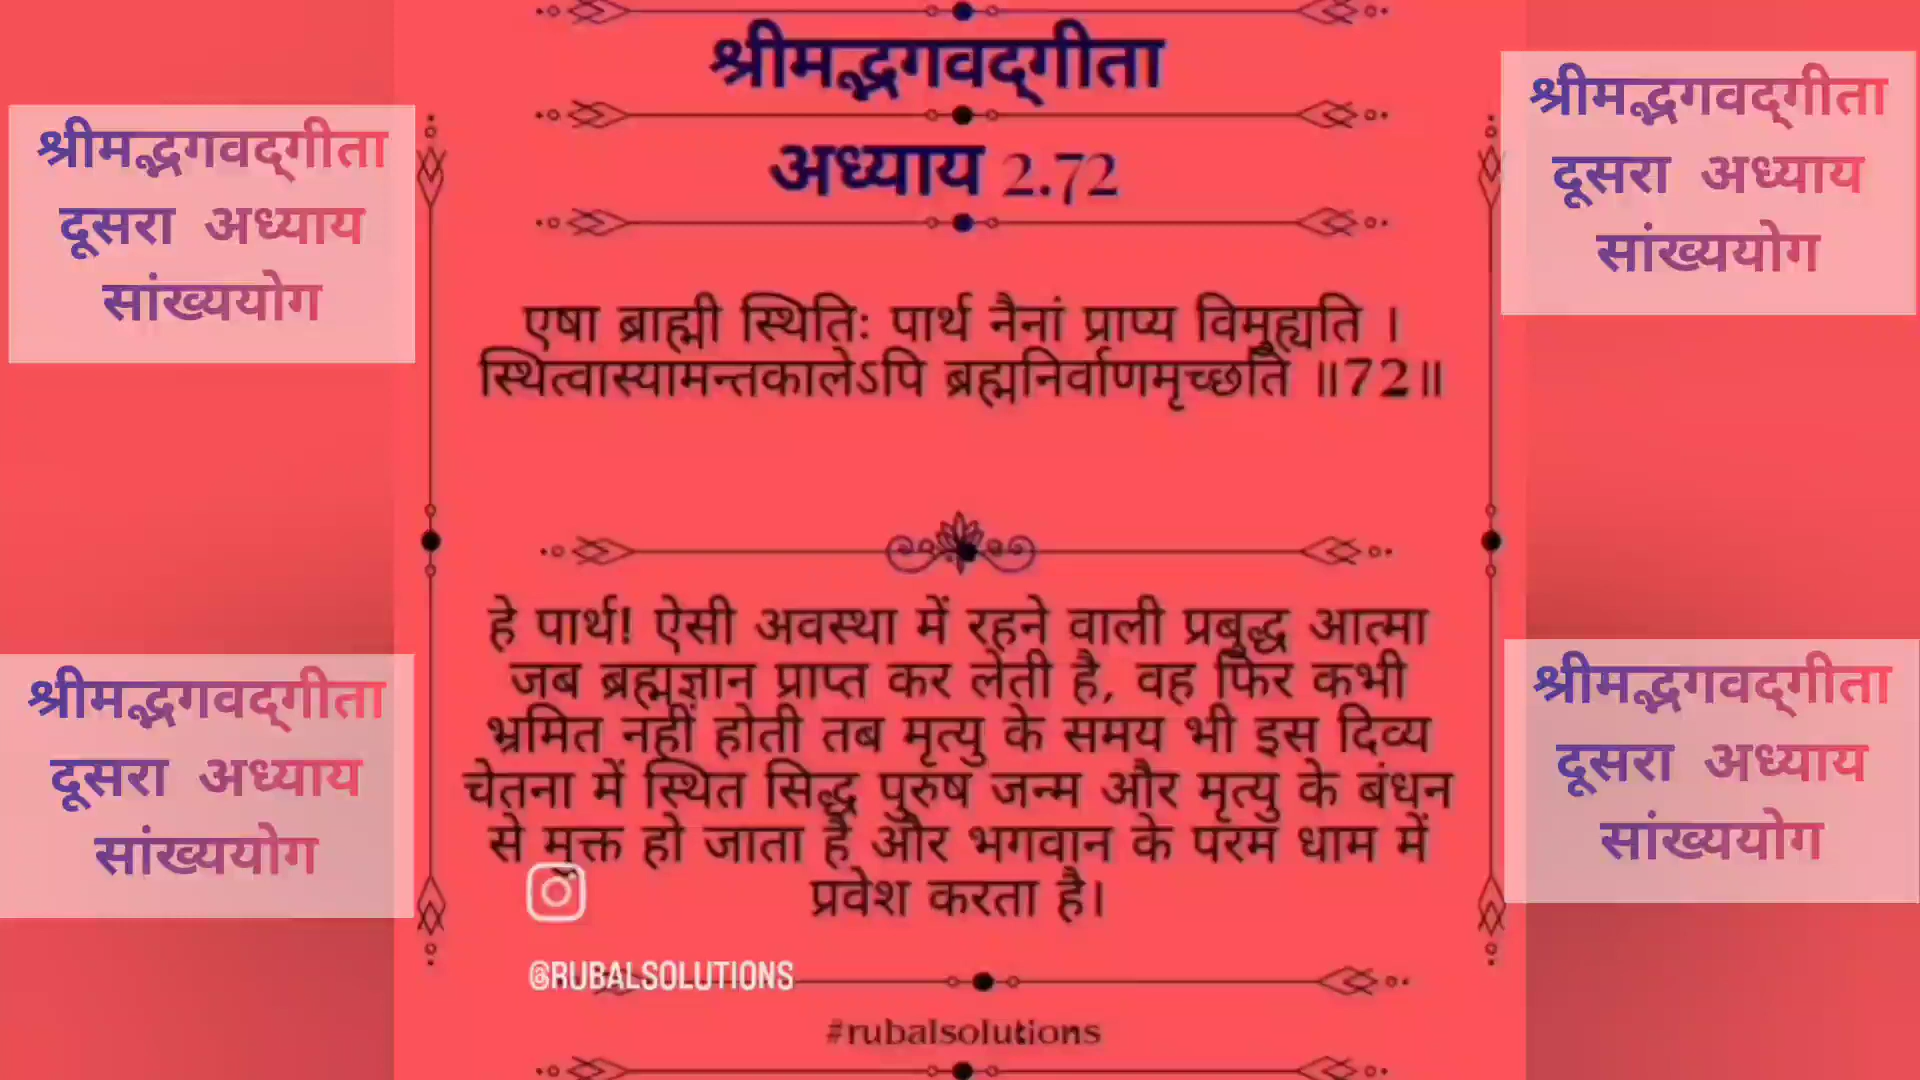 श्रीमद्भगवद्‌गीता
अध्याय 2.72
श्रीमद्भगवद्‌गीता
दूसरा अध्याय
सांख्ययोग
श्रीमद्भगवद्‌गीता
दूसरा अध्याय
सांख्ययोग
एषा ब्राह्मी स्थितिः पार्थ नैनां प्राप्य विमुह्यति ।
स्थित्वास्यामन्तकालेऽपि ब्रह्मनिर्वाणमृच्छति ॥72॥
हे पार्थ! ऐसी अवस्था में रहने वाली प्रबुद्ध आत्मा
जब ब्रह्मज्ञान प्राप्त कर लेती है, वह फिर कभी
भ्रमित नहीं होती तब मृत्यु के समय भी इस दिव्य
चेतना में स्थित सिद्ध पुरुष जन्म और मृत्यु के बंधन
से मुक्त हो जाता है और भगवान के परम धाम में
प्रवेश करता है।
श्रीमद्भगवद्‌गीता
दूसरा अध्याय
सांख्ययोग
श्रीमद्भगवद्‌गीता
दूसरा अध्याय
सांख्ययोग
@RUBALSOLUTIONS
#rubalsolutions